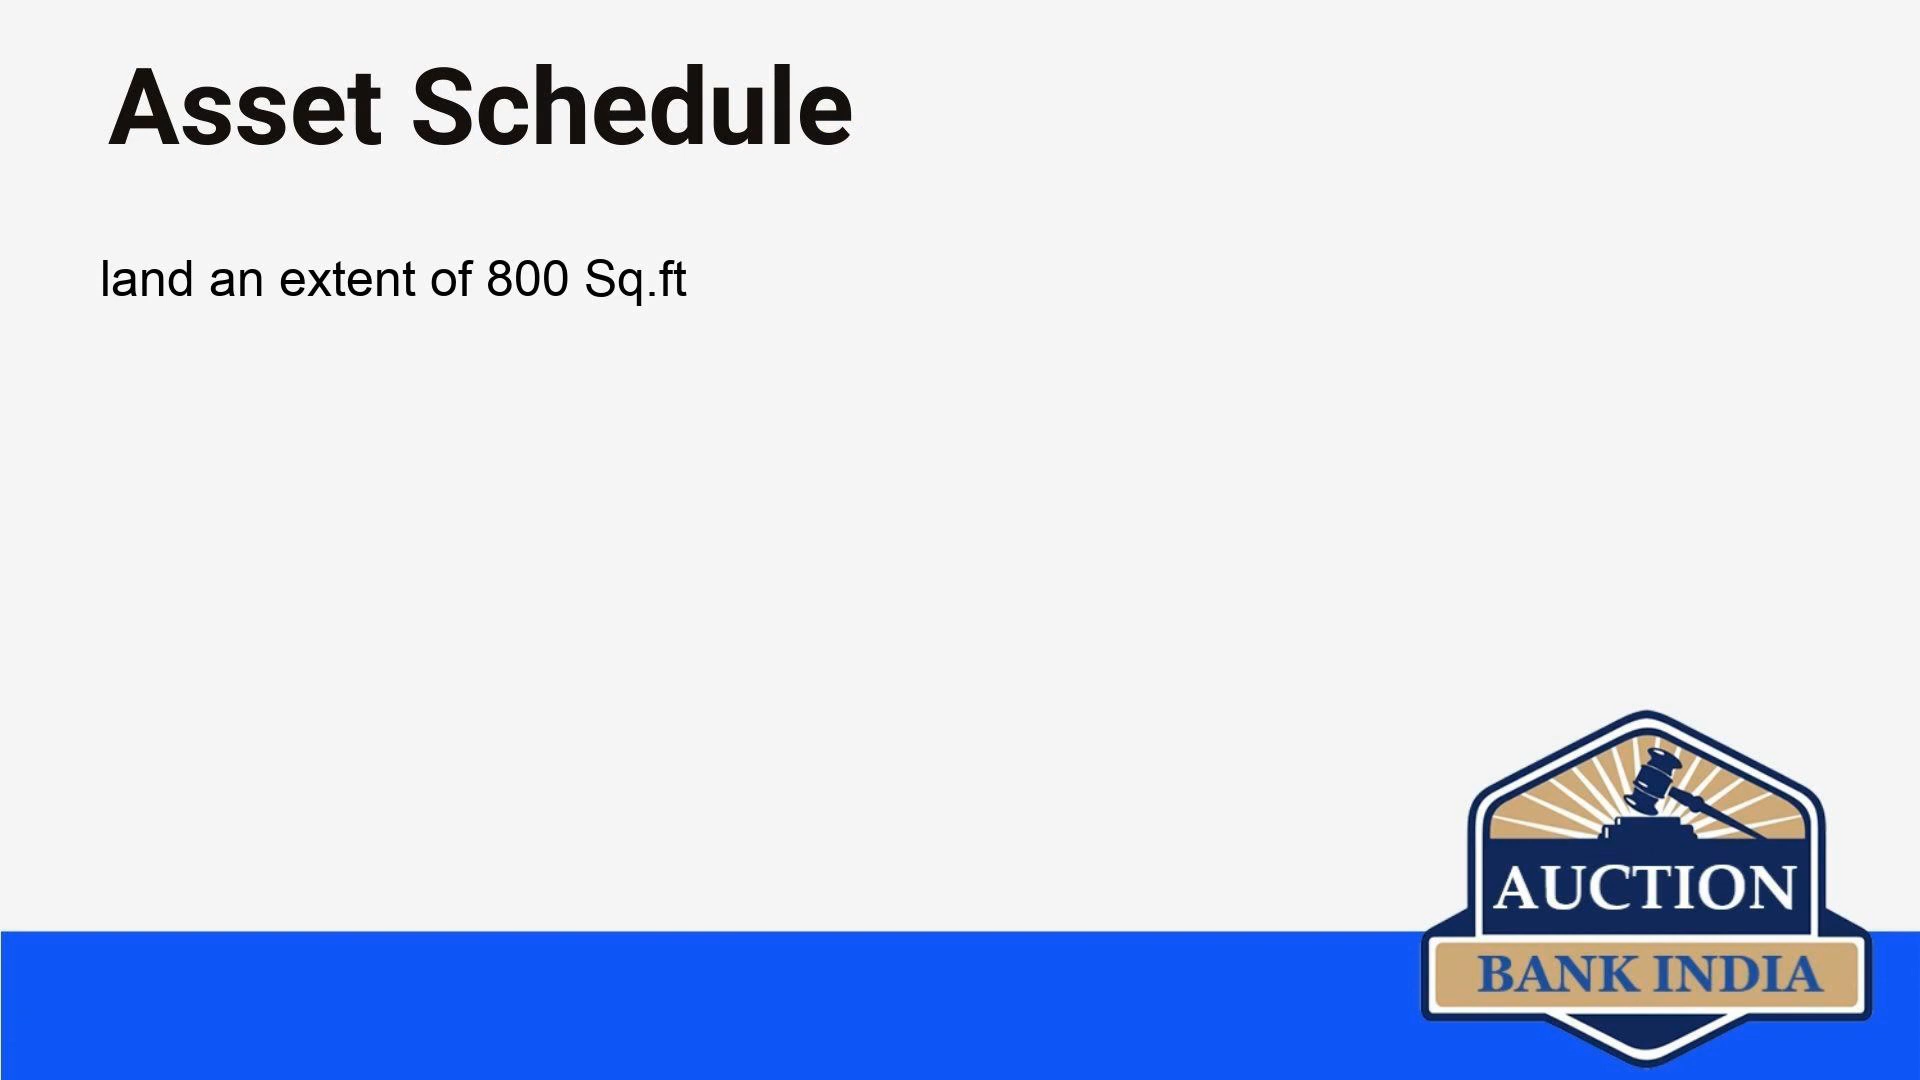 Asset Schedule
land an extent of 800 Sq.ft
AUCTION
BANK INDIA